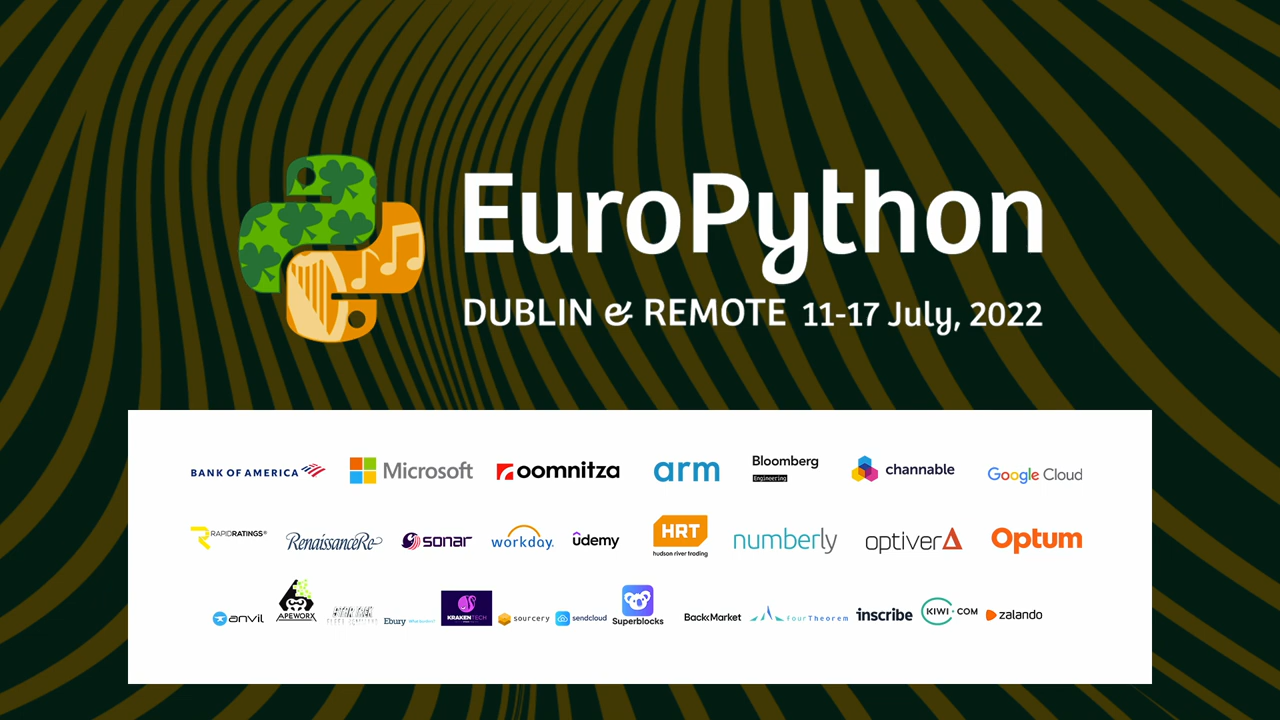 EuroPython
DUBLIN & REMOTE 11-17 July, 2022
BANK OF AMERICA Microsoft oomnitza arm Bloomberg Engineering channable Google Cloud
RAPIDRATINGS® RenaissanceRe sonar workday. udemy HRT hudson river trading numberly optiver Optum
anvil APEWORX Ebury KRAKENTECH sourcery sendcloud Superblocks BackMarket fourTheorem inscribe KIWI.COM zalando